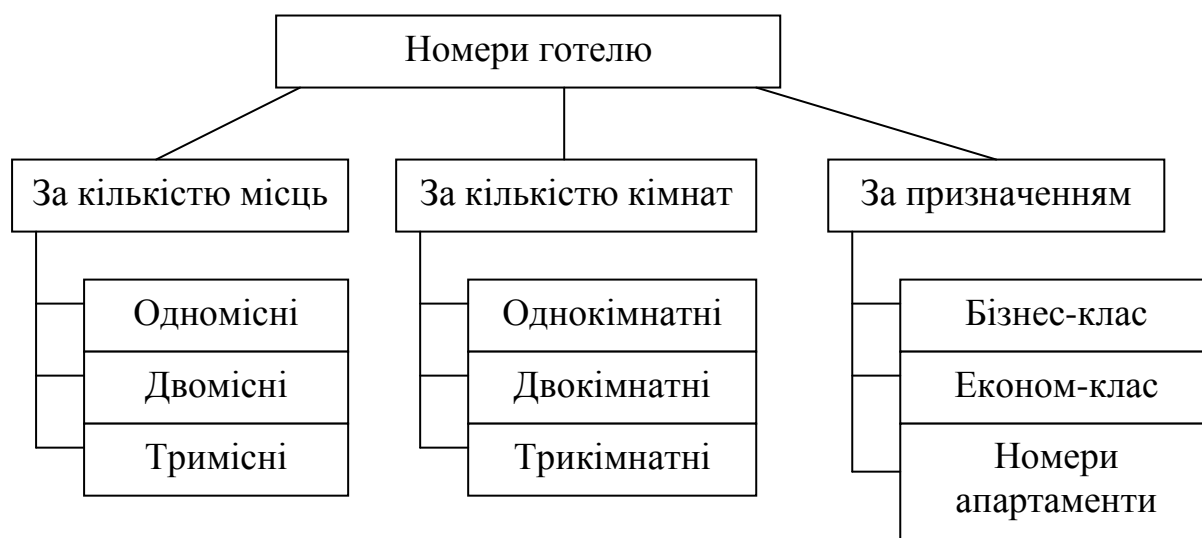 Номери готелю
За кількістю місць
Одномісні
Двомісні
Тримісні
За кількістю кімнат
Однокімнатні
Двокімнатні
Трикімнатні
За призначенням
Бізнес-клас
Економ-клас
Номери
апартаменти